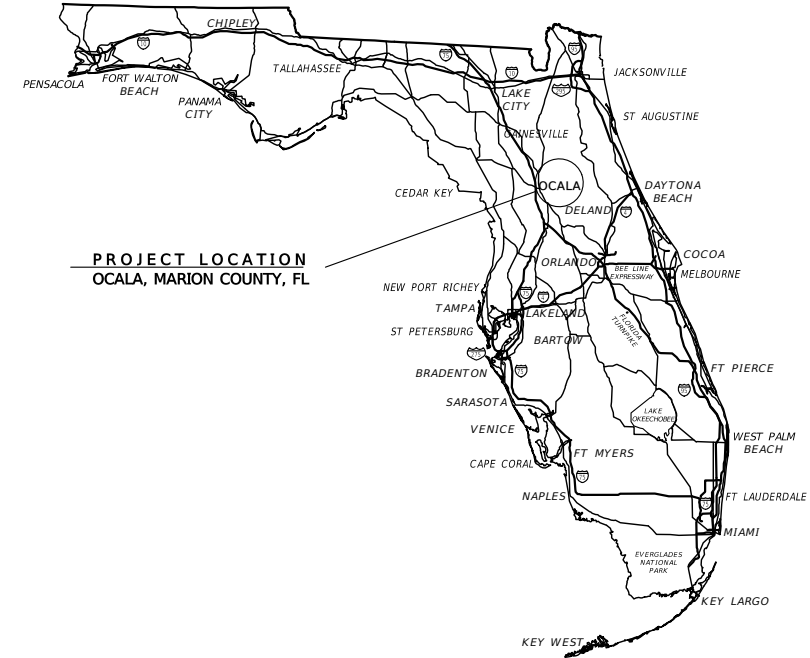 CHIPLEY
PENSACOLA
FORT WALTON
BEACH
PANAMA
CITY
TALLAHASSEE
LAKE
CITY
JACKSONVILLE
ST AUGUSTINE
GAINESVILLE
OCALA
CEDAR KEY
DELAND
DAYTONA
BEACH
PROJECT LOCATION
OCALA, MARION COUNTY, FL
ORLANDO
COCOA
BEE LINE
EXPRESSWAY
MELBOURNE
NEW PORT RICHEY
TAMPA
LAKELAND
ST PETERSBURG
BARTOW
FLORIDA
TURNPIKE
BRADENTON
FT PIERCE
SARASOTA
LAKE
OKEECHOBEE
VENICE
WEST PALM
BEACH
CAPE CORAL
FT MYERS
NAPLES
FT LAUDERDALE
MIAMI
EVERGLADES
NATIONAL
PARK
KEY LARGO
KEY WEST